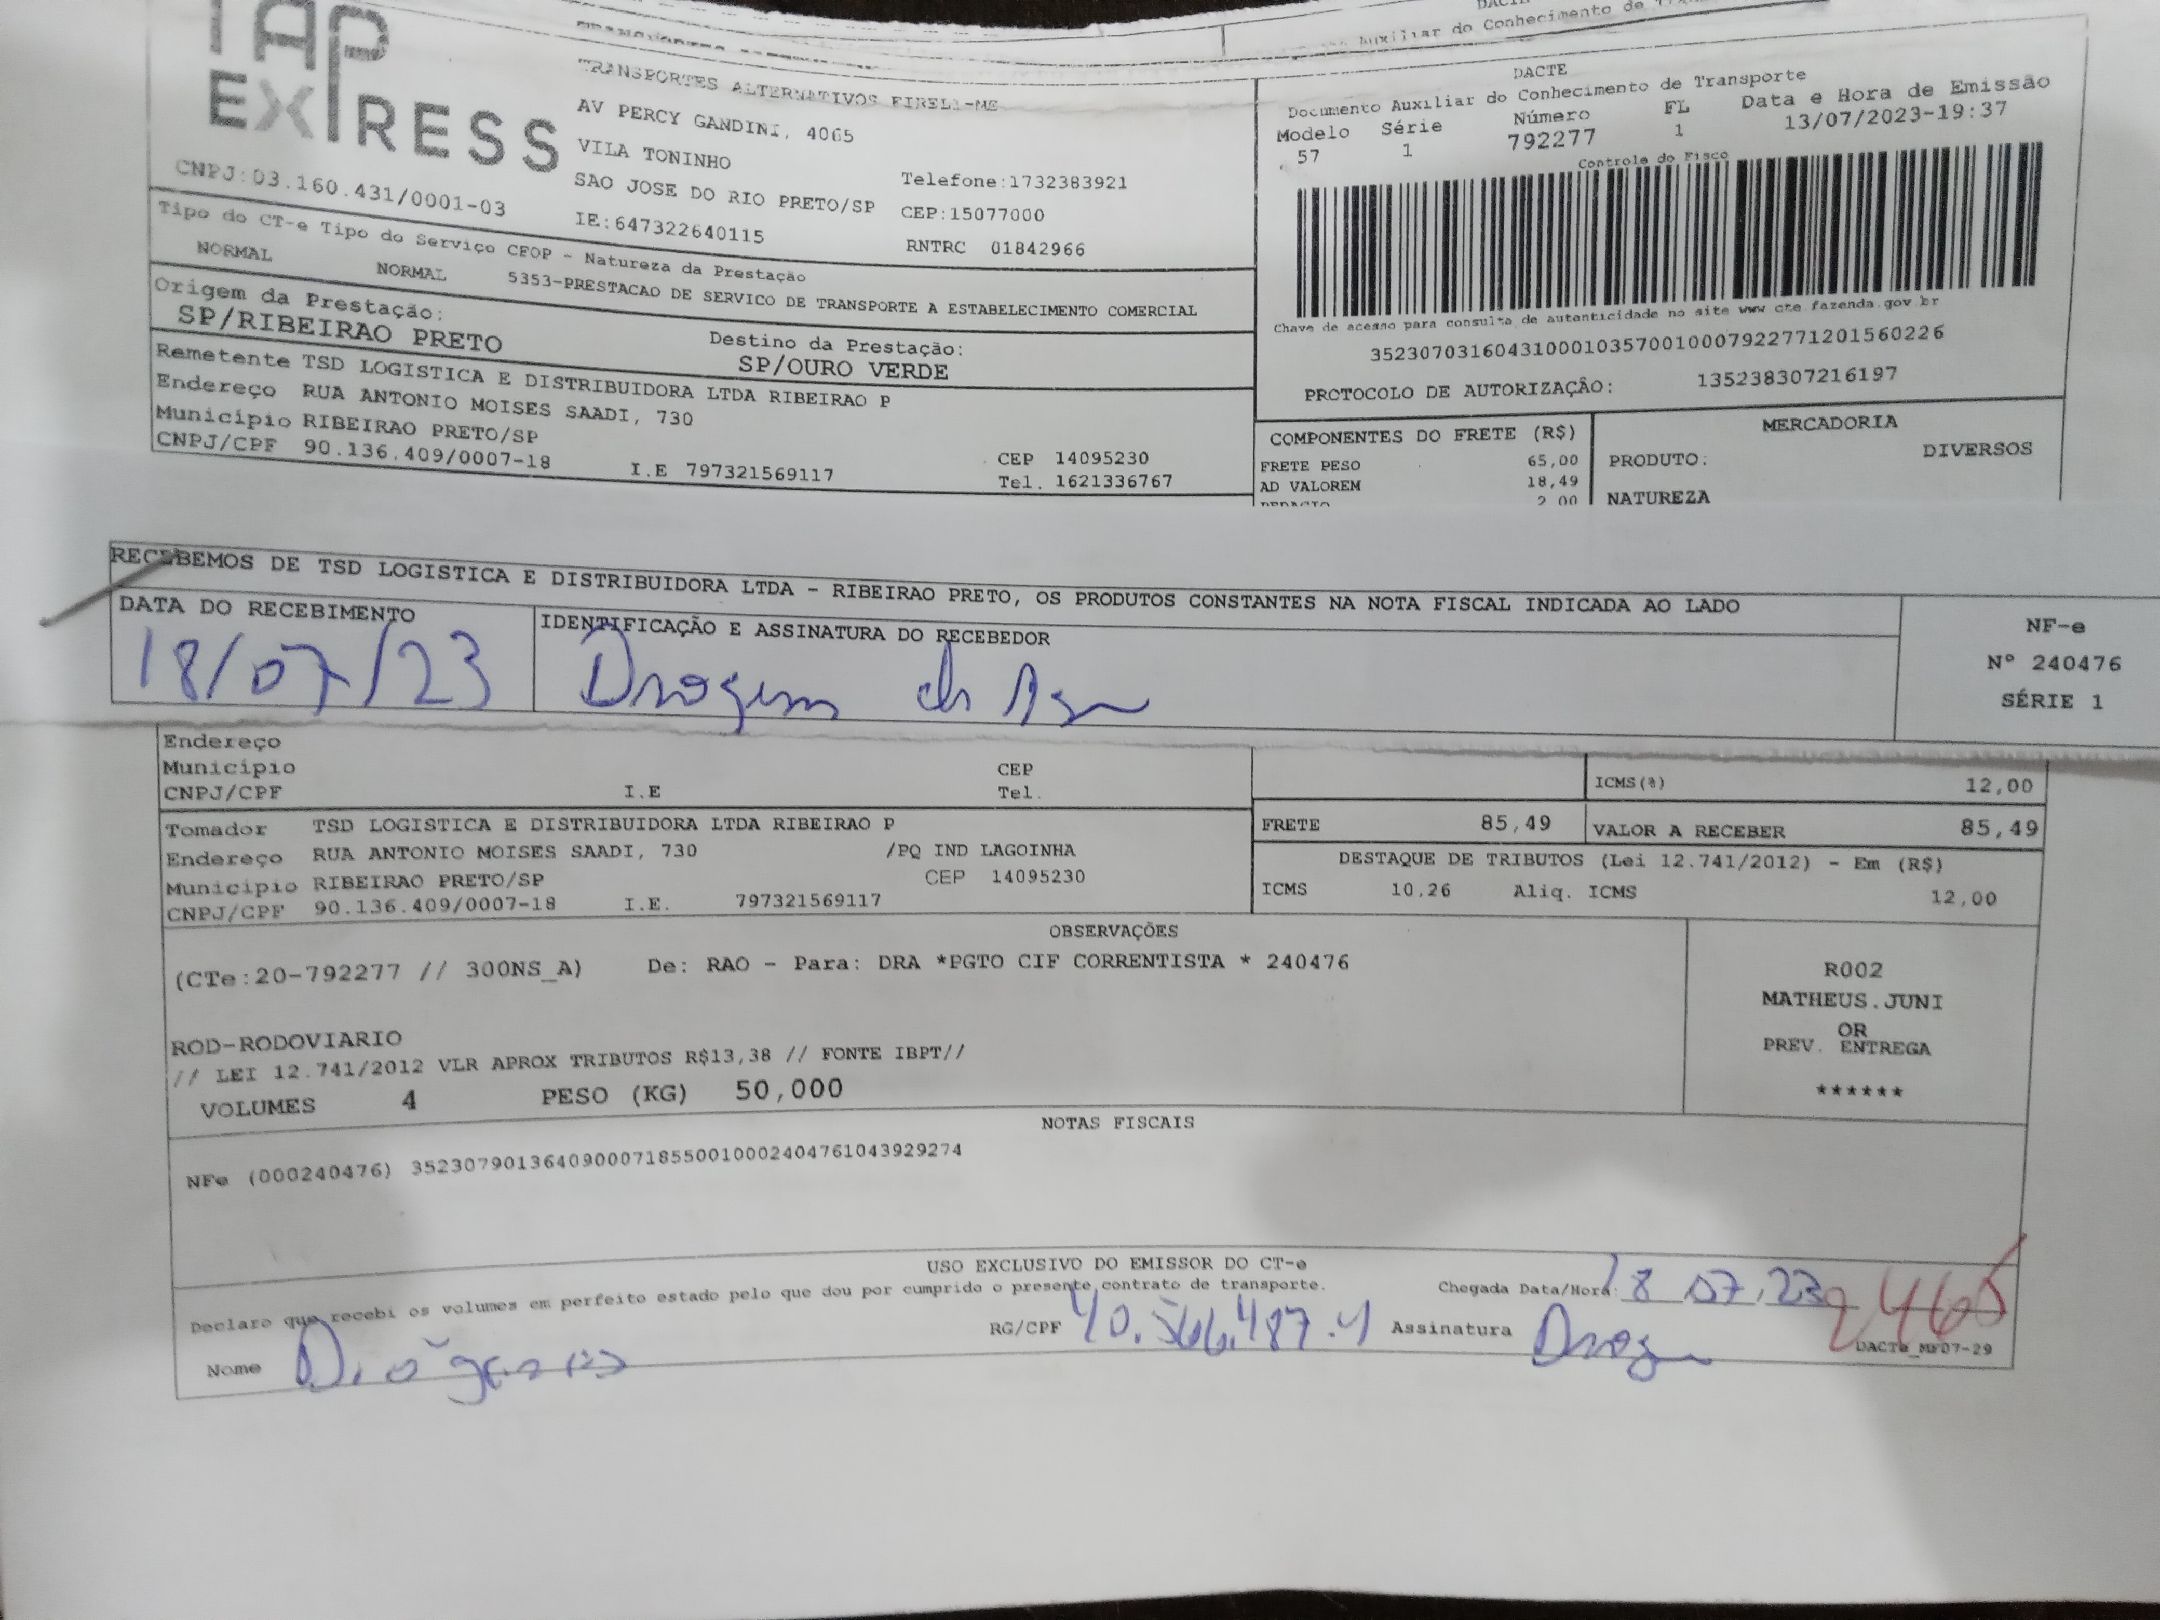 DACTE
Auxiliar do Conhecimento de
TAP
EXPRESS
CNPJ:03.160.431/0001-03
TRANSPORTES ALTERNATIVOS EIRELI-ME
AV PERCY GANDINI, 4065
VILA TONINHO
SAO JOSE DO RIO PRETO/SP
IE:647322640115
Telefone:1732383921
CEP:15077000
RNTRC 01842966
DACTE
Documento Auxiliar do Conhecimento de Transporte
Modelo Série Número FL Data e Hora de Emissão
57 1 792277 1 13/07/2023-19:37
Controle do Fisco
Chave de acesso para consulta de autenticidade no site www cte fazenda.gov.br
35230703160431000103570010007922771201560226
PROTOCOLO DE AUTORIZAÇÂO: 135238307216197
Tipo do CT-e Tipo do Serviço CFOP - Natureza da Prestação
NORMAL NORMAL 5353-PRESTACAO DE SERVICO DE TRANSPORTE A ESTABELECIMENTO COMERCIAL
Origem da Prestação:
SP/RIBEIRAO PRETO
Destino da Prestação:
SP/OURO VERDE
Remetente TSD LOGISTICA E DISTRIBUIDORA LTDA RIBEIRAO P
Endereço RUA ANTONIO MOISES SAADI, 730
Município RIBEIRAO PRETO/SP CEP 14095230
CNPJ/CPF 90.136.409/0007-18 I.E 797321569117 Tel. 1621336767
COMPONENTES DO FRETE (R$)
FRETE PESO 65,00
AD VALOREM 18,49
2,00
MERCADORIA
PRODUTO: DIVERSOS
NATUREZA
RECEBEMOS DE TSD LOGISTICA E DISTRIBUIDORA LTDA - RIBEIRAO PRETO, OS PRODUTOS CONSTANTES NA NOTA FISCAL INDICADA AO LADO
DATA DO RECEBIMENTO
18/07/23
IDENTIFICAÇÃO E ASSINATURA DO RECEBEDOR
NF-e
Nº 240476
SÉRIE 1
Endereço
Município CEP
CNPJ/CPF I.E Tel.
ICMS(%) 12,00
Tomador TSD LOGISTICA E DISTRIBUIDORA LTDA RIBEIRAO P
Endereço RUA ANTONIO MOISES SAADI, 730 /PQ IND LAGOINHA
Município RIBEIRAO PRETO/SP CEP 14095230
CNPJ/CPF 90.136.409/0007-18 I.E. 797321569117
FRETE 85,49 VALOR A RECEBER 85,49
DESTAQUE DE TRIBUTOS (Lei 12.741/2012) - Em (R$)
ICMS 10.26 Aliq. ICMS 12,00
OBSERVAÇÕES
(CTe:20-792277 // 300NS_A) De: RAO - Para: DRA *PGTO CIF CORRENTISTA * 240476
ROD-RODOVIARIO
// LEI 12.741/2012 VLR APROX TRIBUTOS R$13,38 // FONTE IBPT//
VOLUMES 4 PESO (KG) 50,000
R002
MATHEUS.JUNI
OR
PREV. ENTREGA
******
NOTAS FISCAIS
NFe (000240476) 35230790136409000718550010002404761043929274
USO EXCLUSIVO DO EMISSOR DO CT-e
Declaro que recebi os volumes em perfeito estado pelo que dou por cumprido o presente contrato de transporte.
Chegada Data/Hora: 18 07.23
Nome
RG/CPF
Assinatura
DACTe_MF07-29